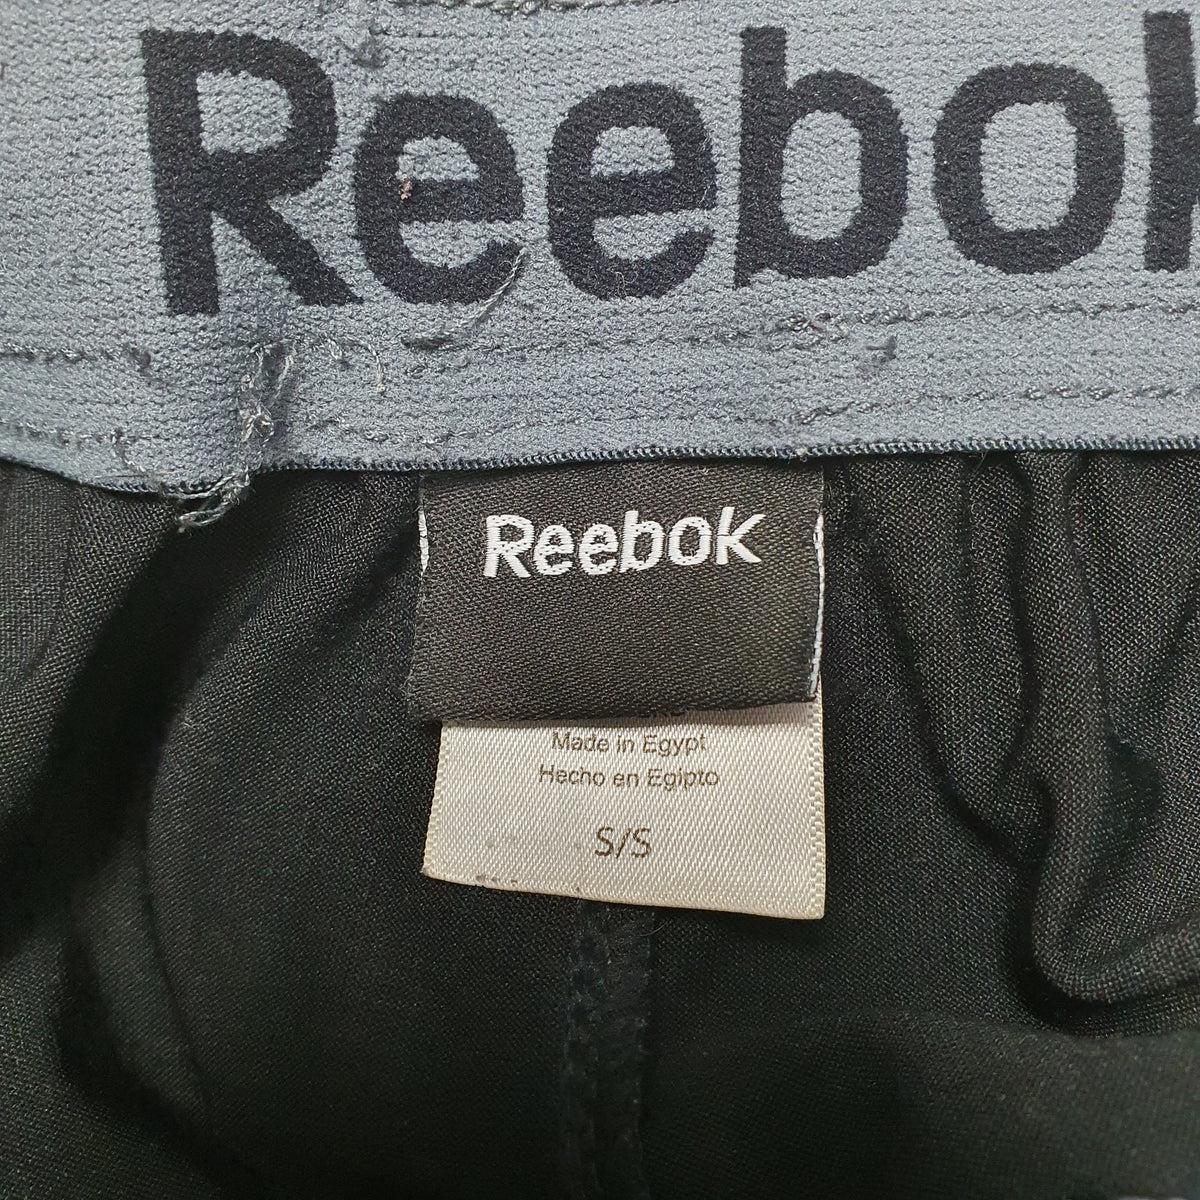 Reebok
Reebok
Made in Egypt
Hecho en Egipto
S/S